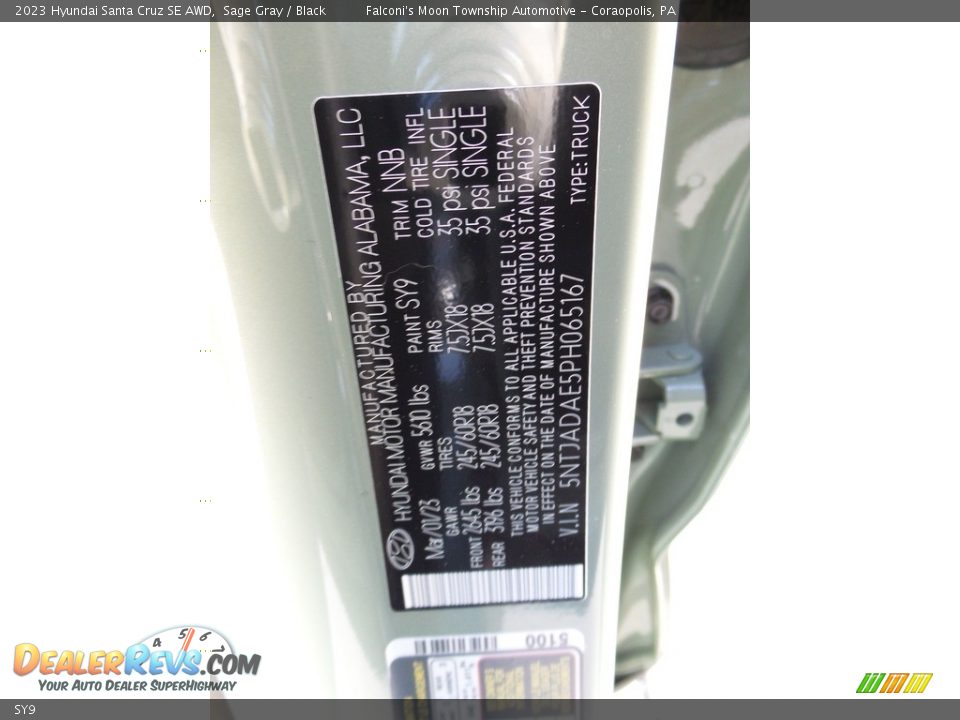 2023 Hyundai Santa Cruz SE AWD, Sage Gray / Black Falconi's Moon Township Automotive - Coraopolis, PA
MANUFACTURED BY
HYUNDAI MOTOR MANUFACTURING ALABAMA, LLC
Mar/01/23 GVWR 5610 lbs PAINT SY9 TRIM NNB
GAWR TIRES RIMS COLD TIRE INFL
FRONT 2645 lbs 245/60R18 7.5JX18 35 psi SINGLE
REAR 3196 lbs 245/60R18 7.5JX18 35 psi SINGLE
THIS VEHICLE CONFORMS TO ALL APPLICABLE U.S.A. FEDERAL
MOTOR VEHICLE SAFETY AND THEFT PREVENTION STANDARDS
IN EFFECT ON THE DATE OF MANUFACTURE SHOWN ABOVE
V.I.N 5NTJADAE5PH065167 TYPE:TRUCK
5100
4 5 6
DEALERREVS.COM
YOUR AUTO DEALER SUPERHIGHWAY
SY9